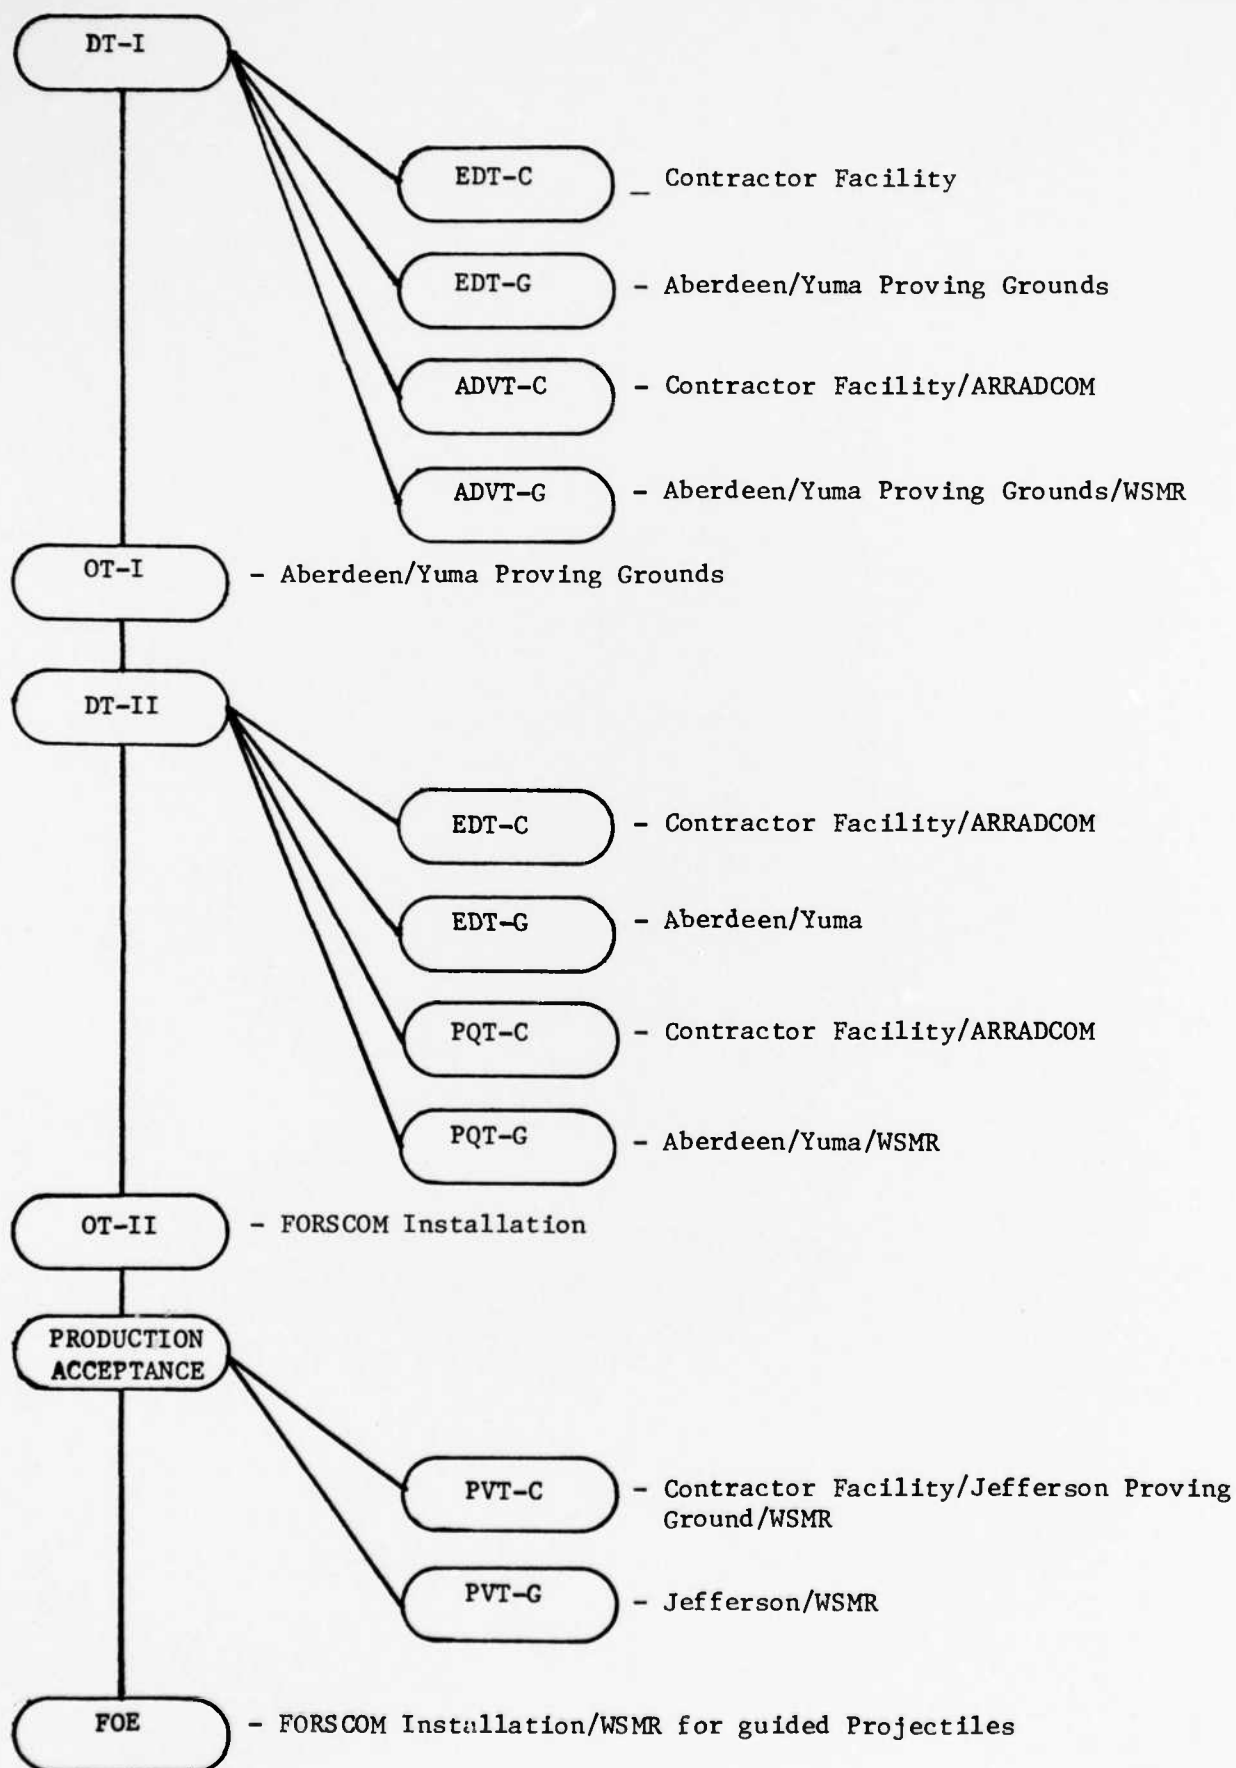 DT-I
EDT-C _ Contractor Facility
EDT-G - Aberdeen/Yuma Proving Grounds
ADVT-C - Contractor Facility/ARRADCOM
ADVT-G - Aberdeen/Yuma Proving Grounds/WSMR
OT-I - Aberdeen/Yuma Proving Grounds
DT-II
EDT-C - Contractor Facility/ARRADCOM
EDT-G - Aberdeen/Yuma
PQT-C - Contractor Facility/ARRADCOM
PQT-G - Aberdeen/Yuma/WSMR
OT-II - FORSCOM Installation
PRODUCTION
ACCEPTANCE
PVT-C - Contractor Facility/Jefferson Proving
Ground/WSMR
PVT-G - Jefferson/WSMR
FOE - FORSCOM Installation/WSMR for guided Projectiles